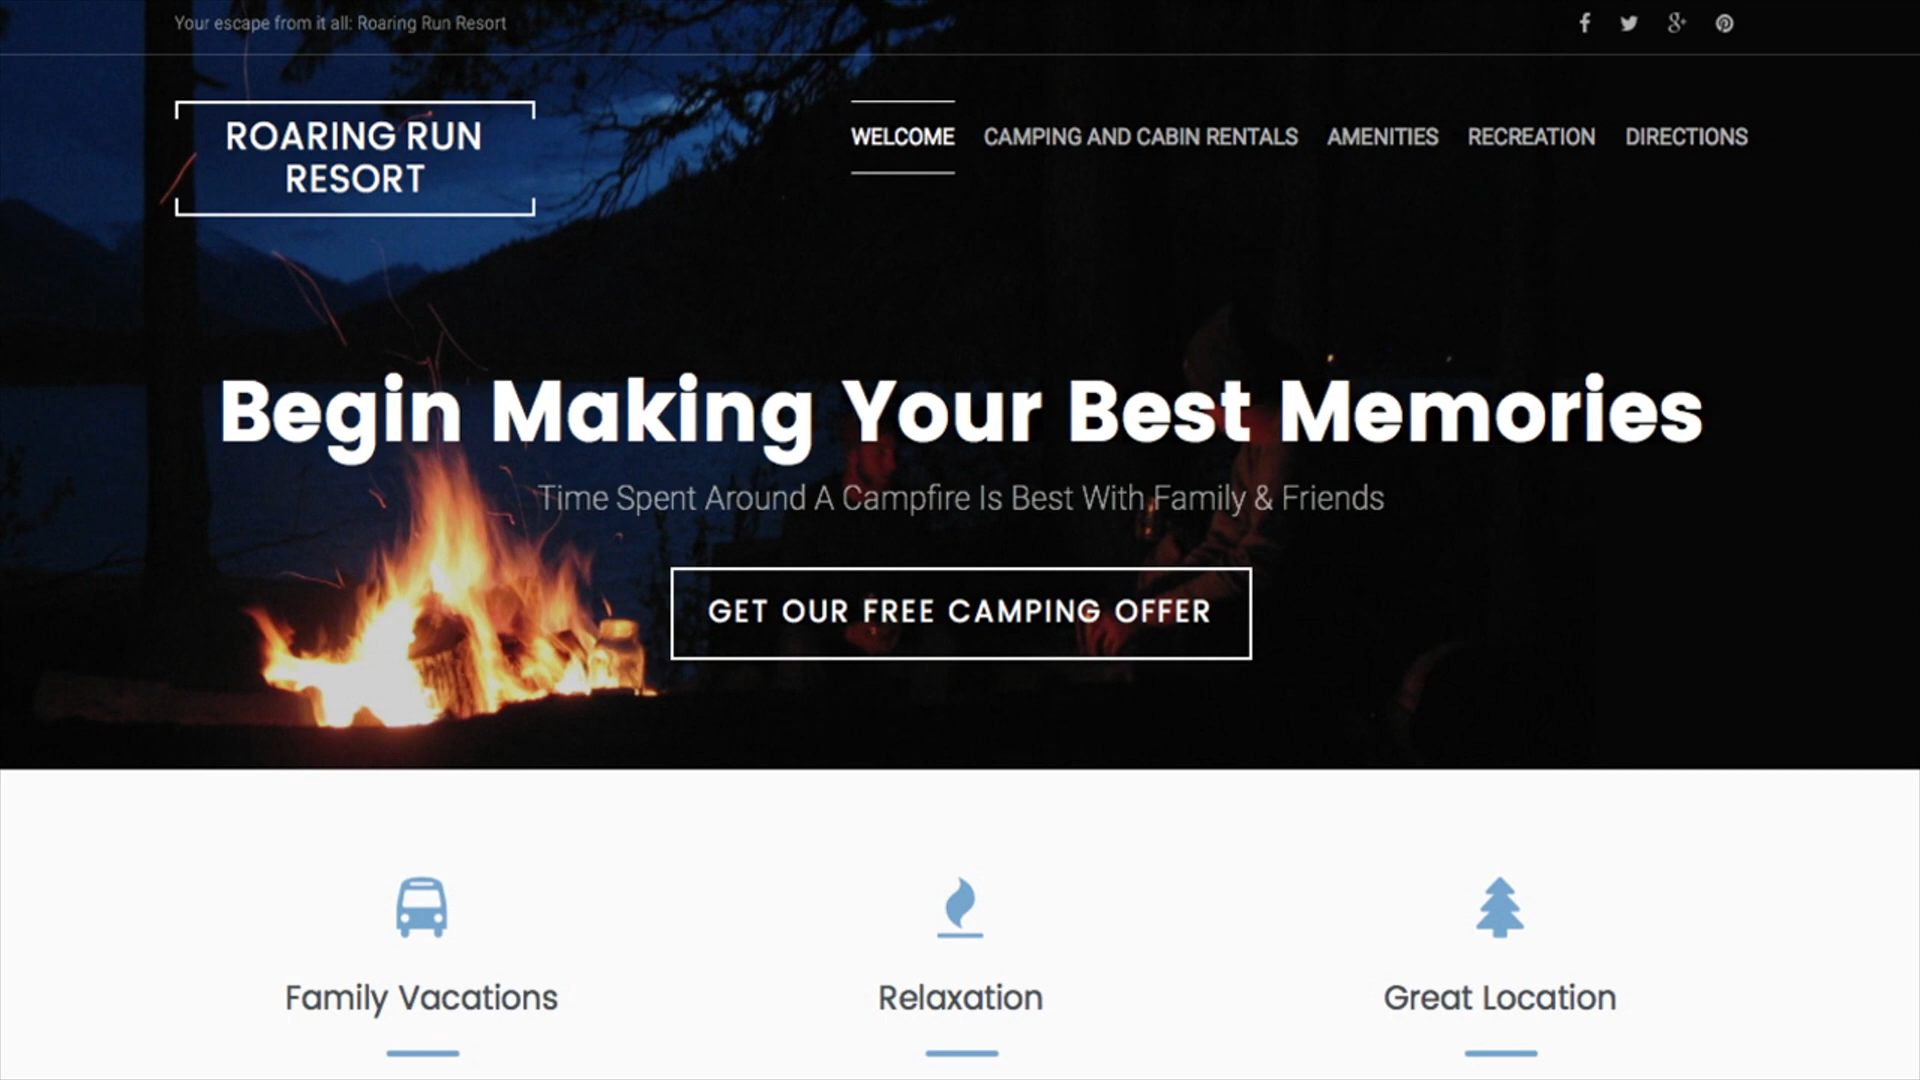 Your escape from it all: Roaring Run Resort
ROARING RUN
RESORT
WELCOME CAMPING AND CABIN RENTALS AMENITIES RECREATION DIRECTIONS
Begin Making Your Best Memories
Time Spent Around A Campfire Is Best With Family & Friends
GET OUR FREE CAMPING OFFER
Family Vacations Relaxation Great Location